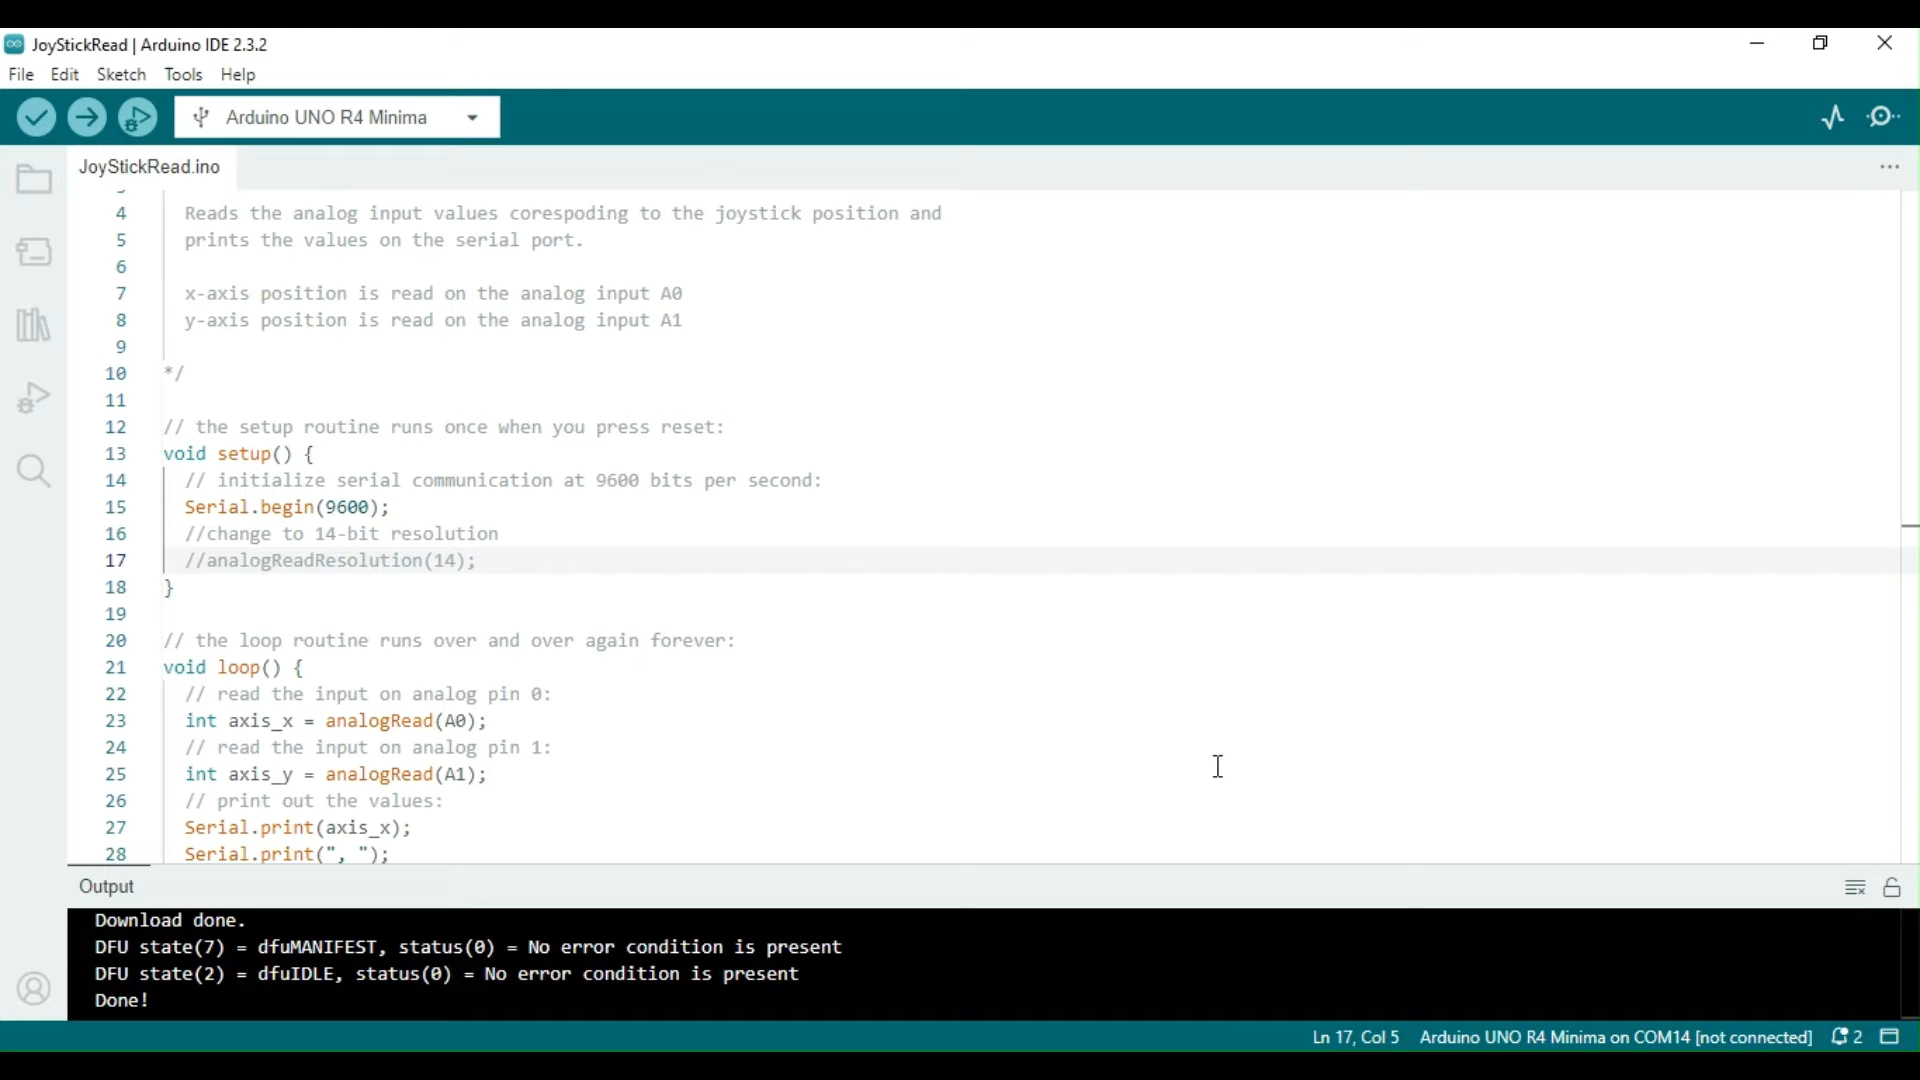 JoyStickRead | Arduino IDE 2.3.2
File Edit Sketch Tools Help
Arduino UNO R4 Minima
JoyStickRead.ino
4 Reads the analog input values corespoding to the joystick position and
5 prints the values on the serial port.
6
7 x-axis position is read on the analog input A0
8 y-axis position is read on the analog input A1
9
10 */
11
12 // the setup routine runs once when you press reset:
13 void setup() {
14 // initialize serial communication at 9600 bits per second:
15 Serial.begin(9600);
16 //change to 14-bit resolution
17 //analogReadResolution(14);
18 }
19
20 // the loop routine runs over and over again forever:
21 void loop() {
22 // read the input on analog pin 0:
23 int axis_x = analogRead(A0);
24 // read the input on analog pin 1:
25 int axis_y = analogRead(A1);
26 // print out the values:
27 Serial.print(axis_x);
28 Serial.print(", ");
Output
Download done.
DFU state(7) = dfuMANIFEST, status(0) = No error condition is present
DFU state(2) = dfuIDLE, status(0) = No error condition is present
Done!
Ln 17, Col 5 Arduino UNO R4 Minima on COM14 [not connected] 2